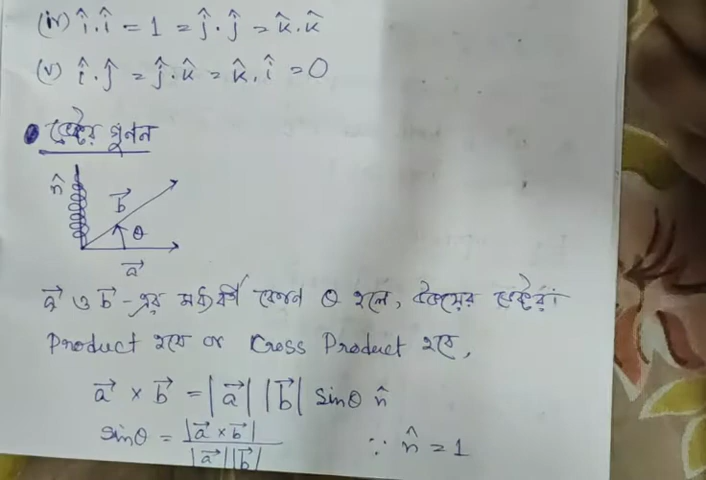 (iv) î.î = 1 = ĵ.ĵ = k̂.k̂
(v) î.ĵ = ĵ.k̂ = k̂.î = 0
ভেক্টর গুনন
n̂
b⃗
θ
a⃗
a⃗ ও b⃗ -এর মধ্যবর্তী কোন θ হলে, উভয়ের ভেক্টর
Product হবে or Cross Product হবে,
a⃗ × b⃗ = |a⃗| |b⃗| sinθ n̂
sinθ = |a⃗ × b⃗| / |a⃗||b⃗| ∵ n̂ = 1